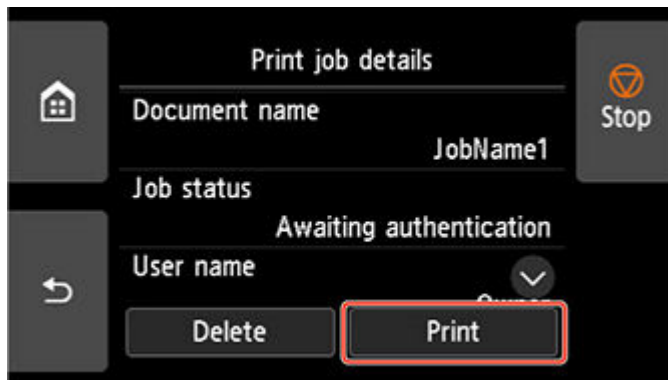 Print job details
Stop
Document name
JobName1
Job status
Awaiting authentication
User name
Delete
Print